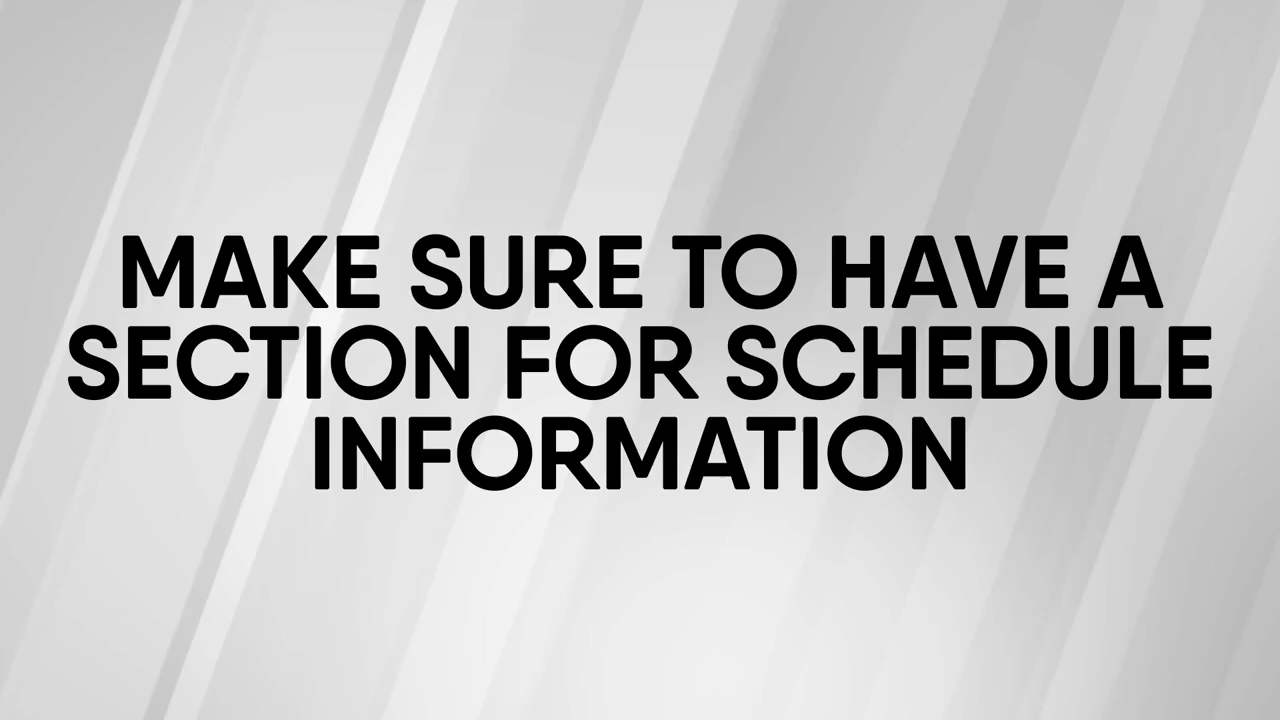 MAKE SURE TO HAVE A
SECTION FOR SCHEDULE
INFORMATION